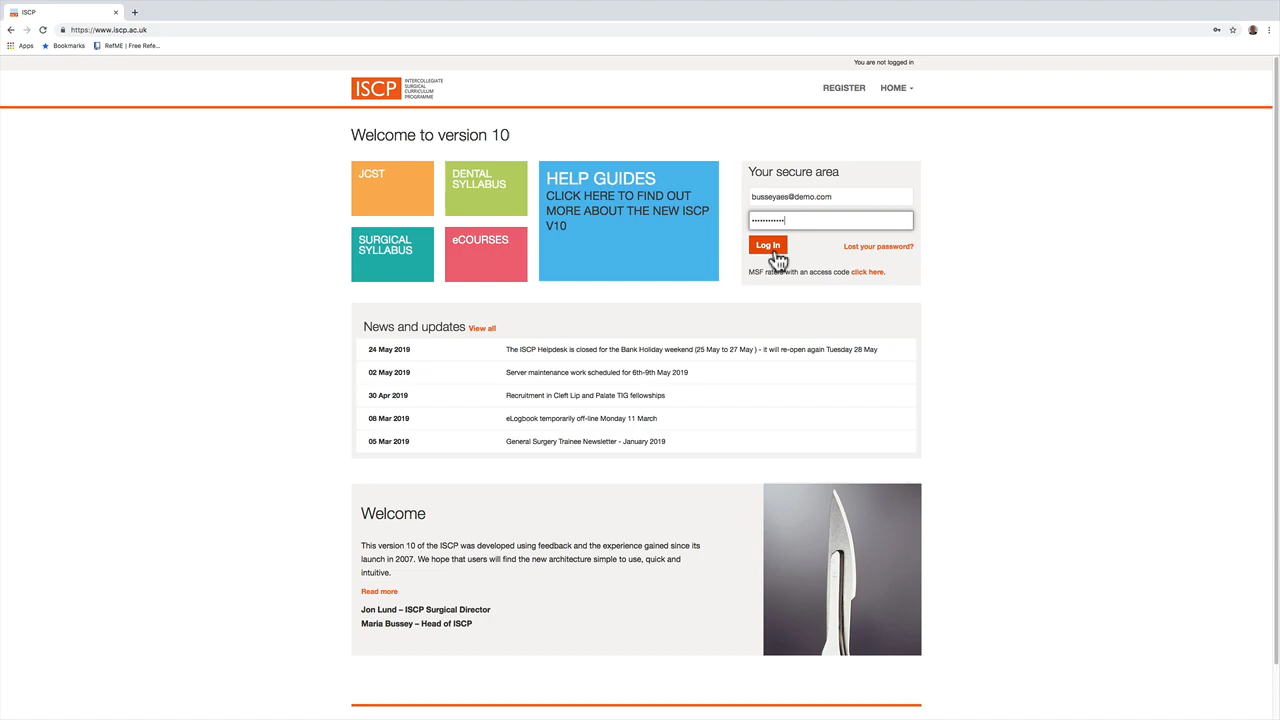 ISCP
https://www.iscp.ac.uk
Apps
Bookmarks
RefME | Free Refe...
You are not logged in
ISCP
INTERCOLLEGIATE
SURGICAL
CURRICULUM
PROGRAMME
REGISTER
HOME
Welcome to version 10
JCST
DENTAL
SYLLABUS
SURGICAL
SYLLABUS
eCOURSES
HELP GUIDES
CLICK HERE TO FIND OUT
MORE ABOUT THE NEW ISCP
V10
Your secure area
busseyaes@demo.com
Log In
Lost your password?
MSF raters with an access code click here.
News and updates View all
24 May 2019 The ISCP Helpdesk is closed for the Bank Holiday weekend (25 May to 27 May ) - it will re-open again Tuesday 28 May
02 May 2019 Server maintenance work scheduled for 6th-9th May 2019
30 Apr 2019 Recruitment in Cleft Lip and Palate TIG fellowships
08 Mar 2019 eLogbook temporarily off-line Monday 11 March
05 Mar 2019 General Surgery Trainee Newsletter - January 2019
Welcome
This version 10 of the ISCP was developed using feedback and the experience gained since its
launch in 2007. We hope that users will find the new architecture simple to use, quick and
intuitive.
Read more
Jon Lund – ISCP Surgical Director
Maria Bussey – Head of ISCP